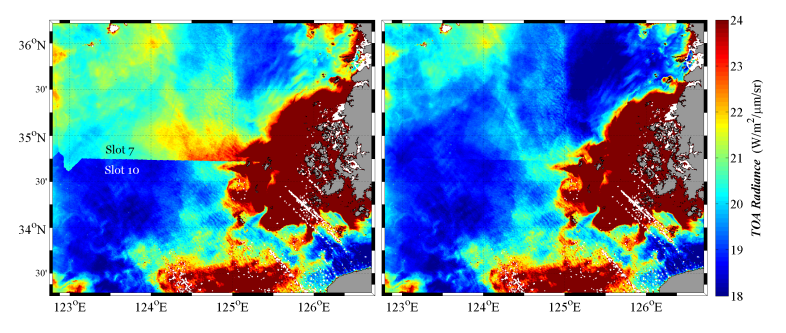 36°N
30'
35°N
30'
34°N
30'
Slot 7
Slot 10
123°E 124°E 125°E 126°E
123°E 124°E 125°E 126°E
24
23
22
21
20
19
18
TOA Radiance (W/m²/μm/sr)